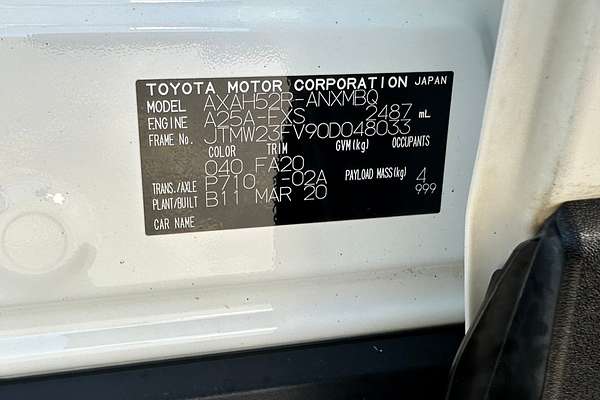 TOYOTA MOTOR CORPORATION JAPAN
MODEL AXAH52R-ANXMBQ
ENGINE A25A-FXS 2487 mL
FRAME No. JTMW23FV90D048033
COLOR TRIM GVM(kg) OCCUPANTS
040 FA20
TRANS./AXLE P710 -02A PAYLOAD MASS(kg) 4
PLANT/BUILT B11 MAR 20 999
CAR NAME